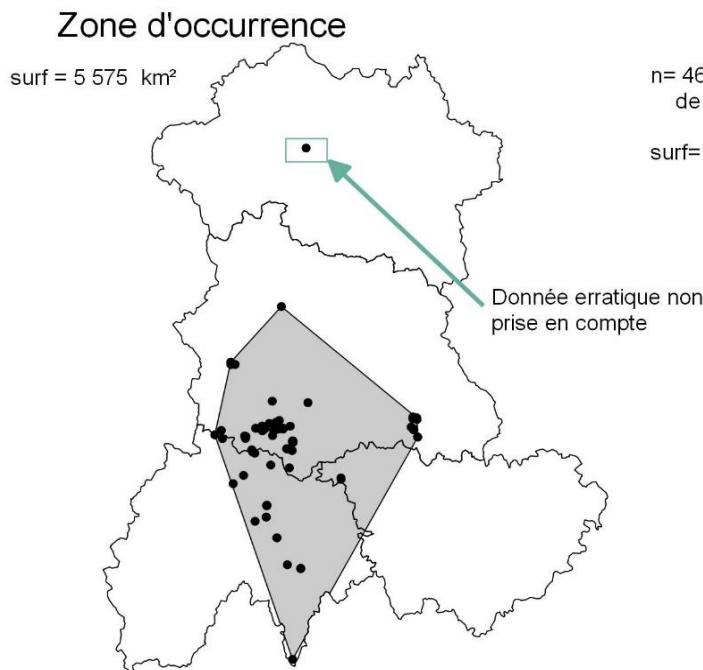 Zone d'occurrence
surf = 5 575 km²
n= 46
de
surf=
Donnée erratique non
prise en compte